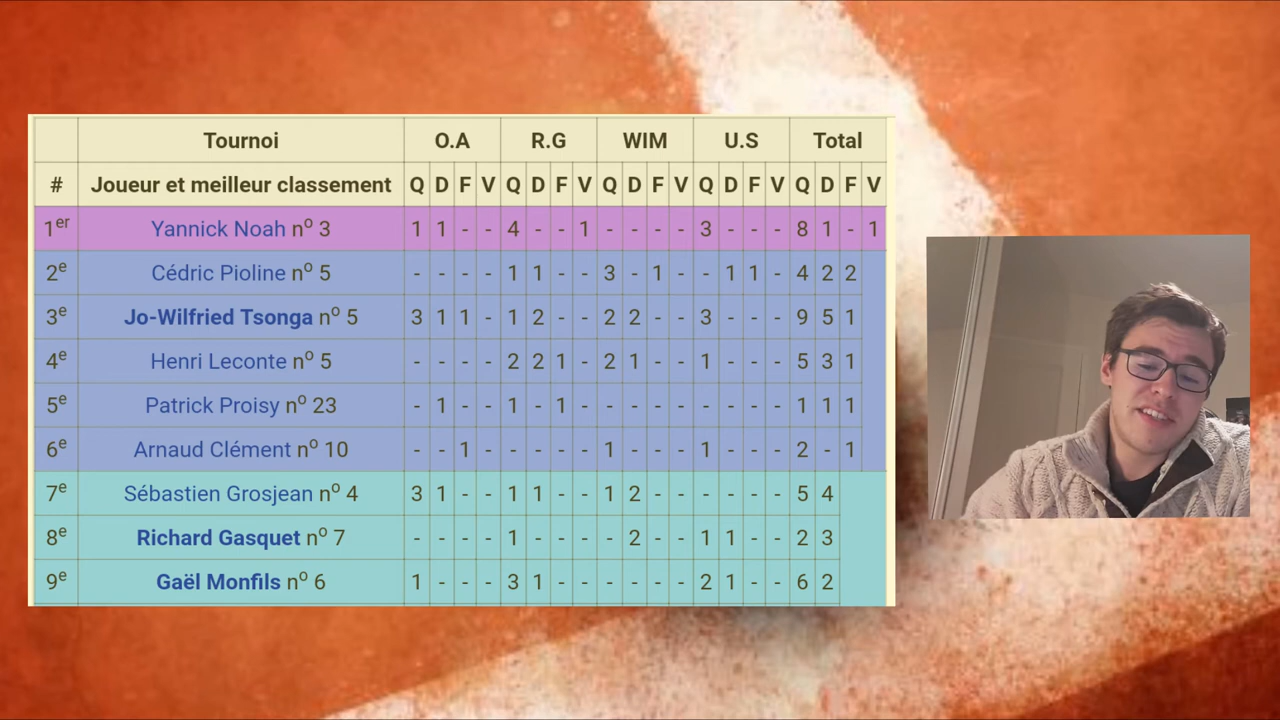 Tournoi O.A R.G WIM U.S Total
# Joueur et meilleur classement Q D F V Q D F V Q D F V Q D F V Q D F V
1er Yannick Noah nº 3 1 1 - - 4 - - 1 - - - - 3 - - - 8 1 - 1
2e Cédric Pioline nº 5 - - - - 1 1 - - 3 - 1 - - 1 1 - 4 2 2
3e Jo-Wilfried Tsonga nº 5 3 1 1 - 1 2 - - 2 2 - - 3 - - - 9 5 1
4e Henri Leconte nº 5 - - - - 2 2 1 - 2 1 - - 1 - - - 5 3 1
5e Patrick Proisy nº 23 - 1 - - 1 - 1 - - - - - - - - - 1 1 1
6e Arnaud Clément nº 10 - - 1 - - - - - 1 - - - 1 - - - 2 - 1
7e Sébastien Grosjean nº 4 3 1 - - 1 1 - - 1 2 - - - - - - 5 4
8e Richard Gasquet nº 7 - - - - 1 - - - - 2 - - 1 1 - - 2 3
9e Gaël Monfils nº 6 1 - - - 3 1 - - - - - - 2 1 - - 6 2